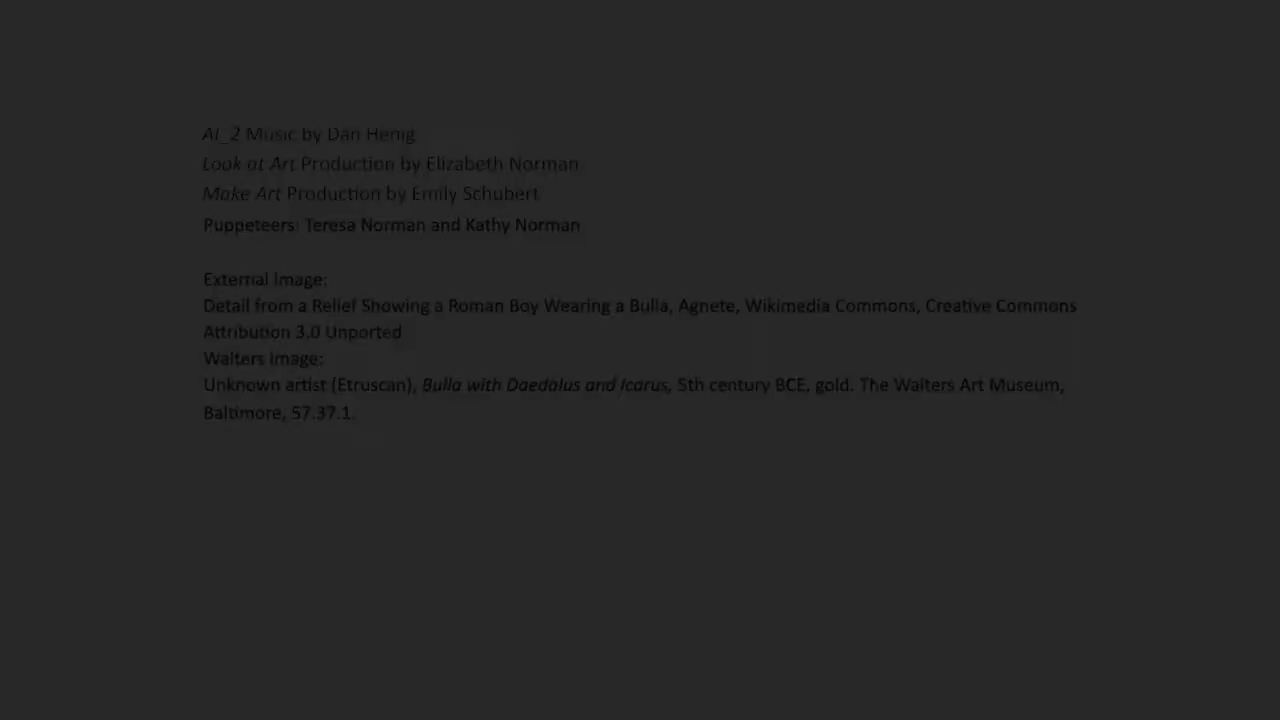 AI_2 Music by Dan Henig
Look at Art Production by Elizabeth Norman
Make Art Production by Emily Schubert
Puppeteers: Teresa Norman and Kathy Norman
External Image:
Detail from a Relief Showing a Roman Boy Wearing a Bulla, Agnete, Wikimedia Commons, Creative Commons
Attribution 3.0 Unported
Walters Image:
Unknown artist (Etruscan), Bulla with Daedalus and Icarus, 5th century BCE, gold. The Walters Art Museum,
Baltimore, 57.37.1.